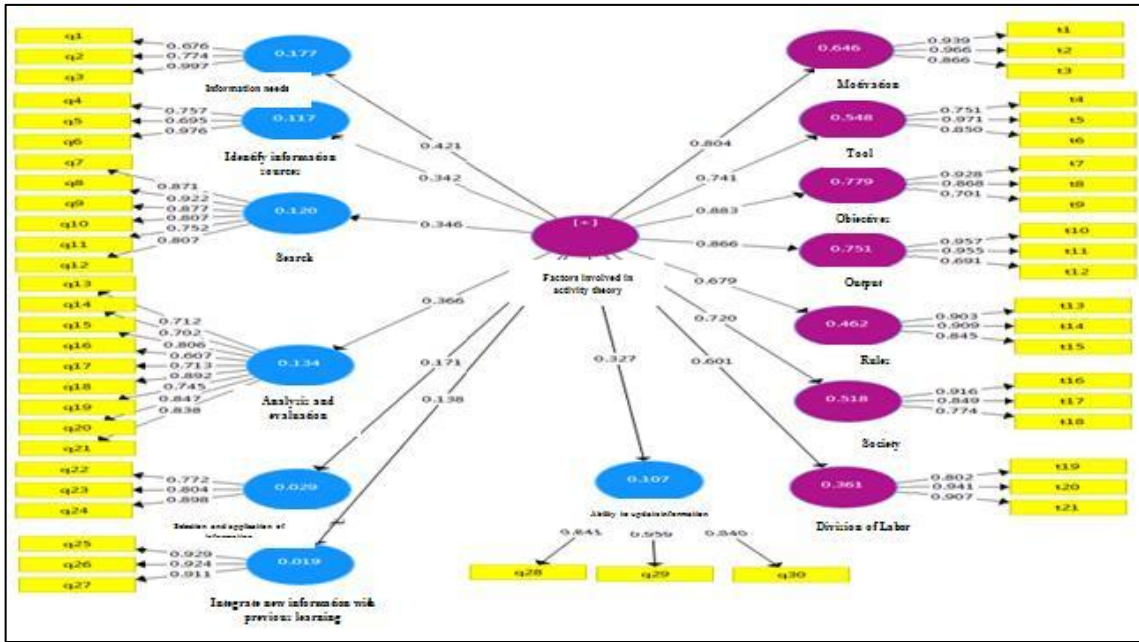 q1
q2
q3
0.676
0.774
0.997
0.177
Information needs
q4
q5
q6
0.757
0.695
0.976
0.117
Identify information
sources
q7
q8
q9
q10
q11
q12
0.871
0.922
0.877
0.807
0.752
0.807
0.120
Search
q13
q14
q15
q16
q17
q18
q19
q20
q21
0.712
0.702
0.806
0.607
0.713
0.892
0.745
0.847
0.838
0.134
Analysis and
evaluation
q22
q23
q24
0.772
0.804
0.898
0.029
Selection and application of
information
q25
q26
q27
0.929
0.924
0.911
0.019
Integrate new information with
previous learning
0.421
0.342
0.346
0.366
0.171
0.138
0.327
[+]
Factors involved in
activity theory
0.804
0.741
0.883
0.866
0.679
0.720
0.601
0.107
Ability to update information
0.841
0.959
q28
q29
q30
0.646
Motivation
0.939
0.966
0.866
t1
t2
t3
0.548
Tool
0.751
0.971
0.850
t4
t5
t6
0.779
Objectives
0.928
0.868
0.701
t7
t8
t9
0.751
Output
0.957
0.955
0.691
t10
t11
t12
0.462
Rules
0.903
0.909
0.845
t13
t14
t15
0.518
Society
0.916
0.849
0.774
t16
t17
t18
0.361
Division of Labor
0.802
0.941
0.907
t19
t20
t21